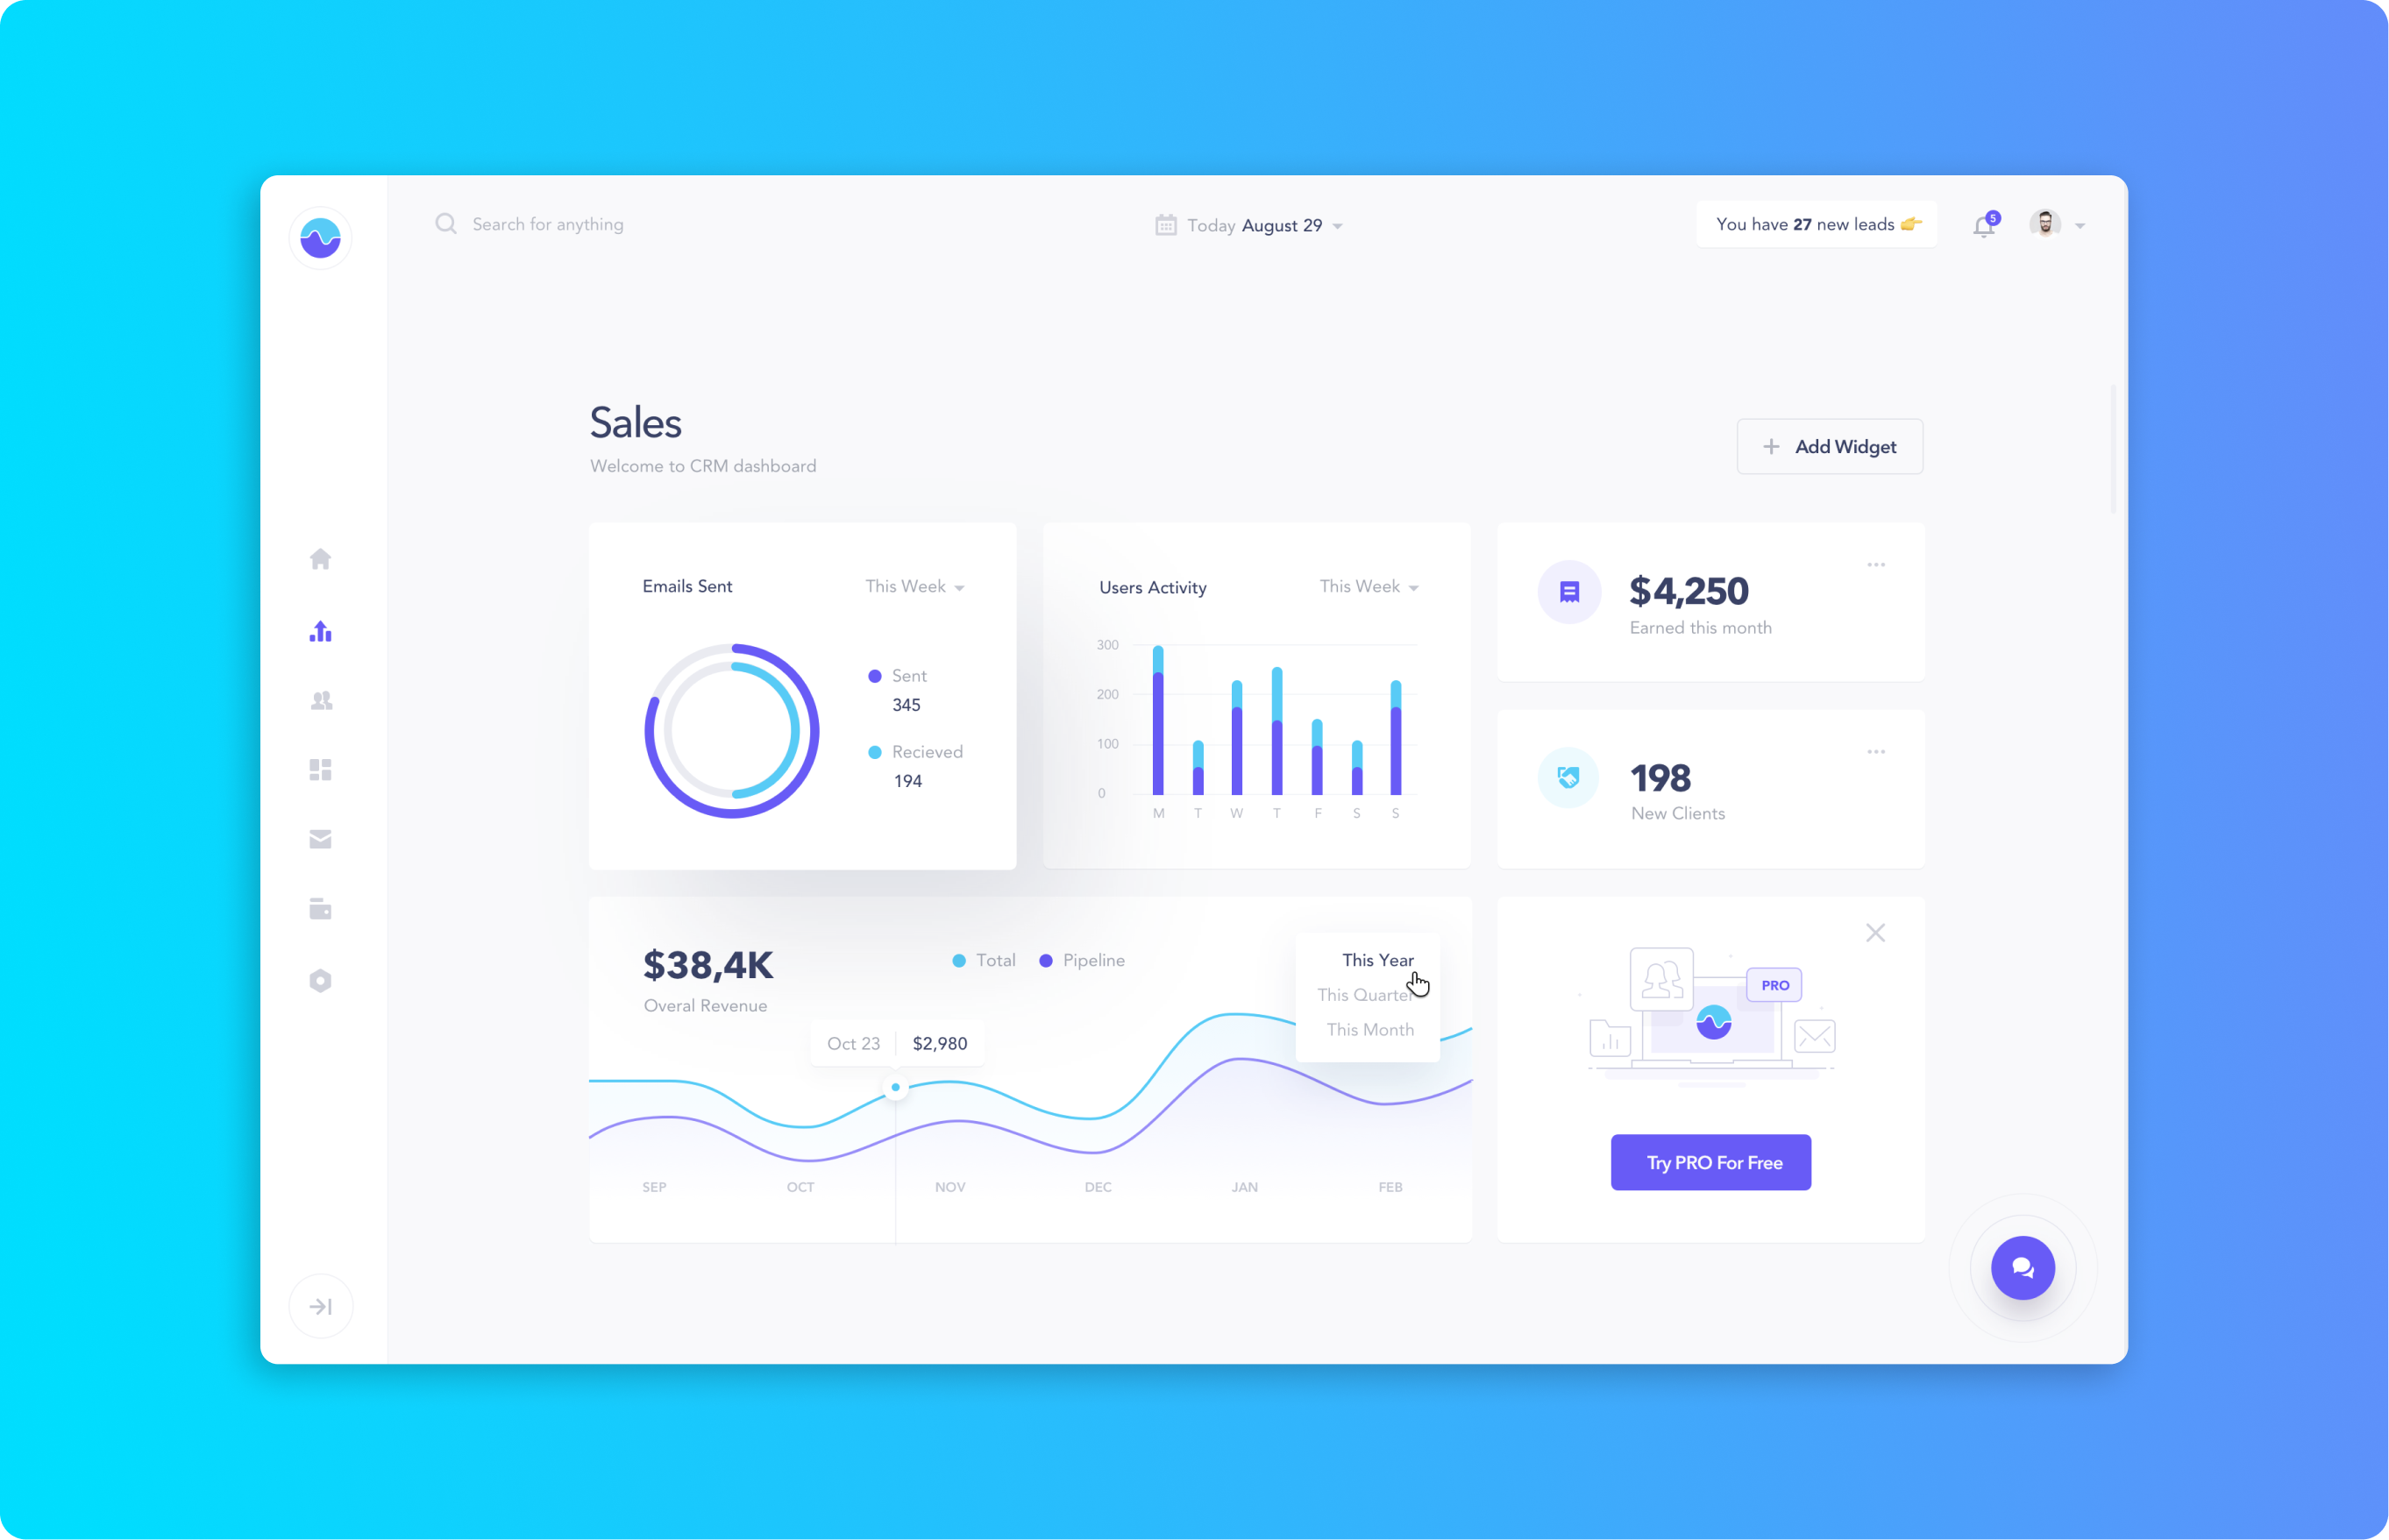 Search for anything
Today August 29
You have 27 new leads 👉
5
Sales
Welcome to CRM dashboard
+ Add Widget
Emails Sent
This Week
Sent
345
Recieved
194
Users Activity
This Week
300
200
100
0
M T W T F S S
$4,250
Earned this month
198
New Clients
$38,4K
Overal Revenue
Total
Pipeline
This Year
This Quarter
This Month
Oct 23
$2,980
SEP OCT NOV DEC JAN FEB
PRO
Try PRO For Free